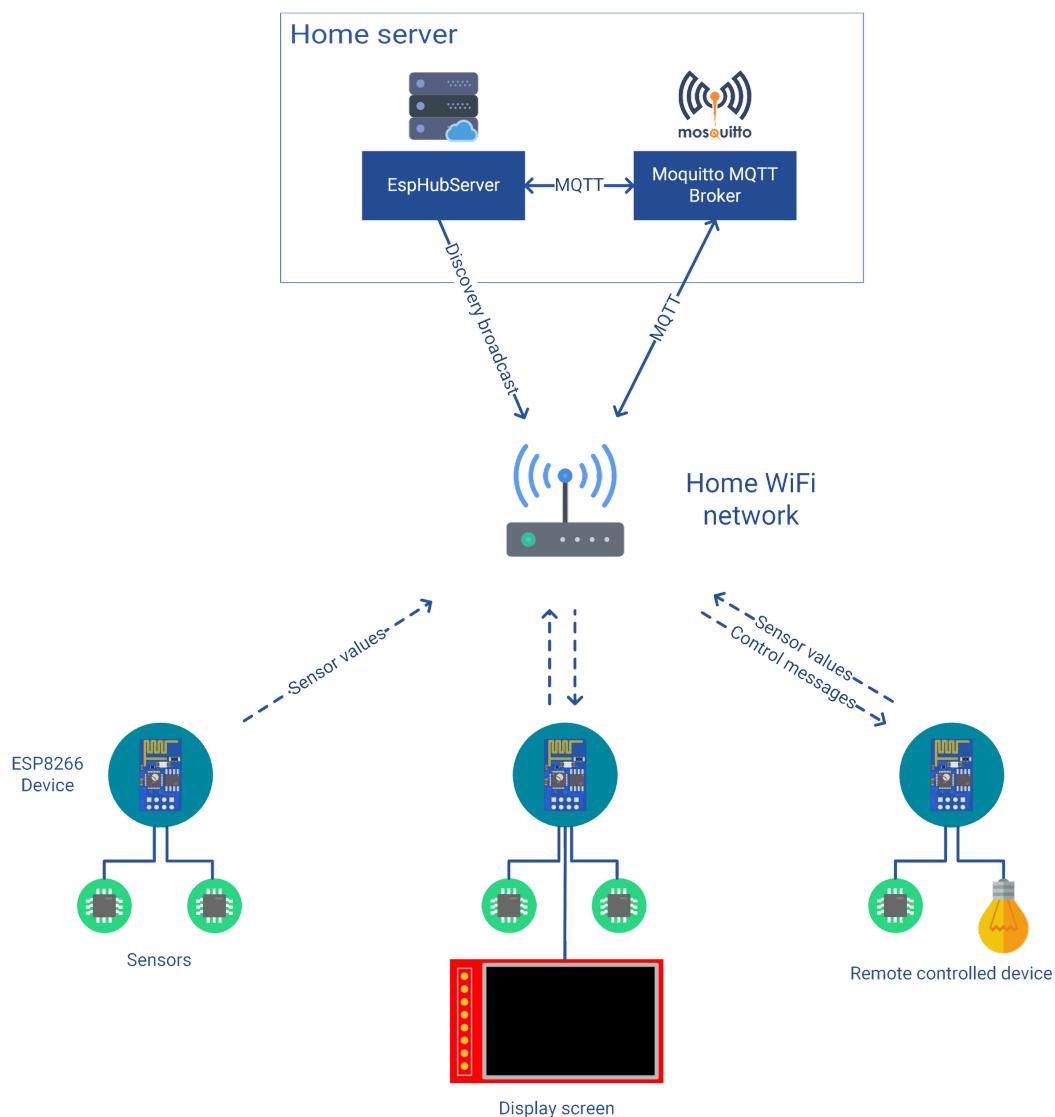 Home server
mosquitto
EspHubServer
MQTT
Moquitto MQTT
Broker
Discovery broadcast
MQTT
Home WiFi
network
Sensor values
Sensor values
Control messages
ESP8266
Device
Sensors
Remote controlled device
Display screen